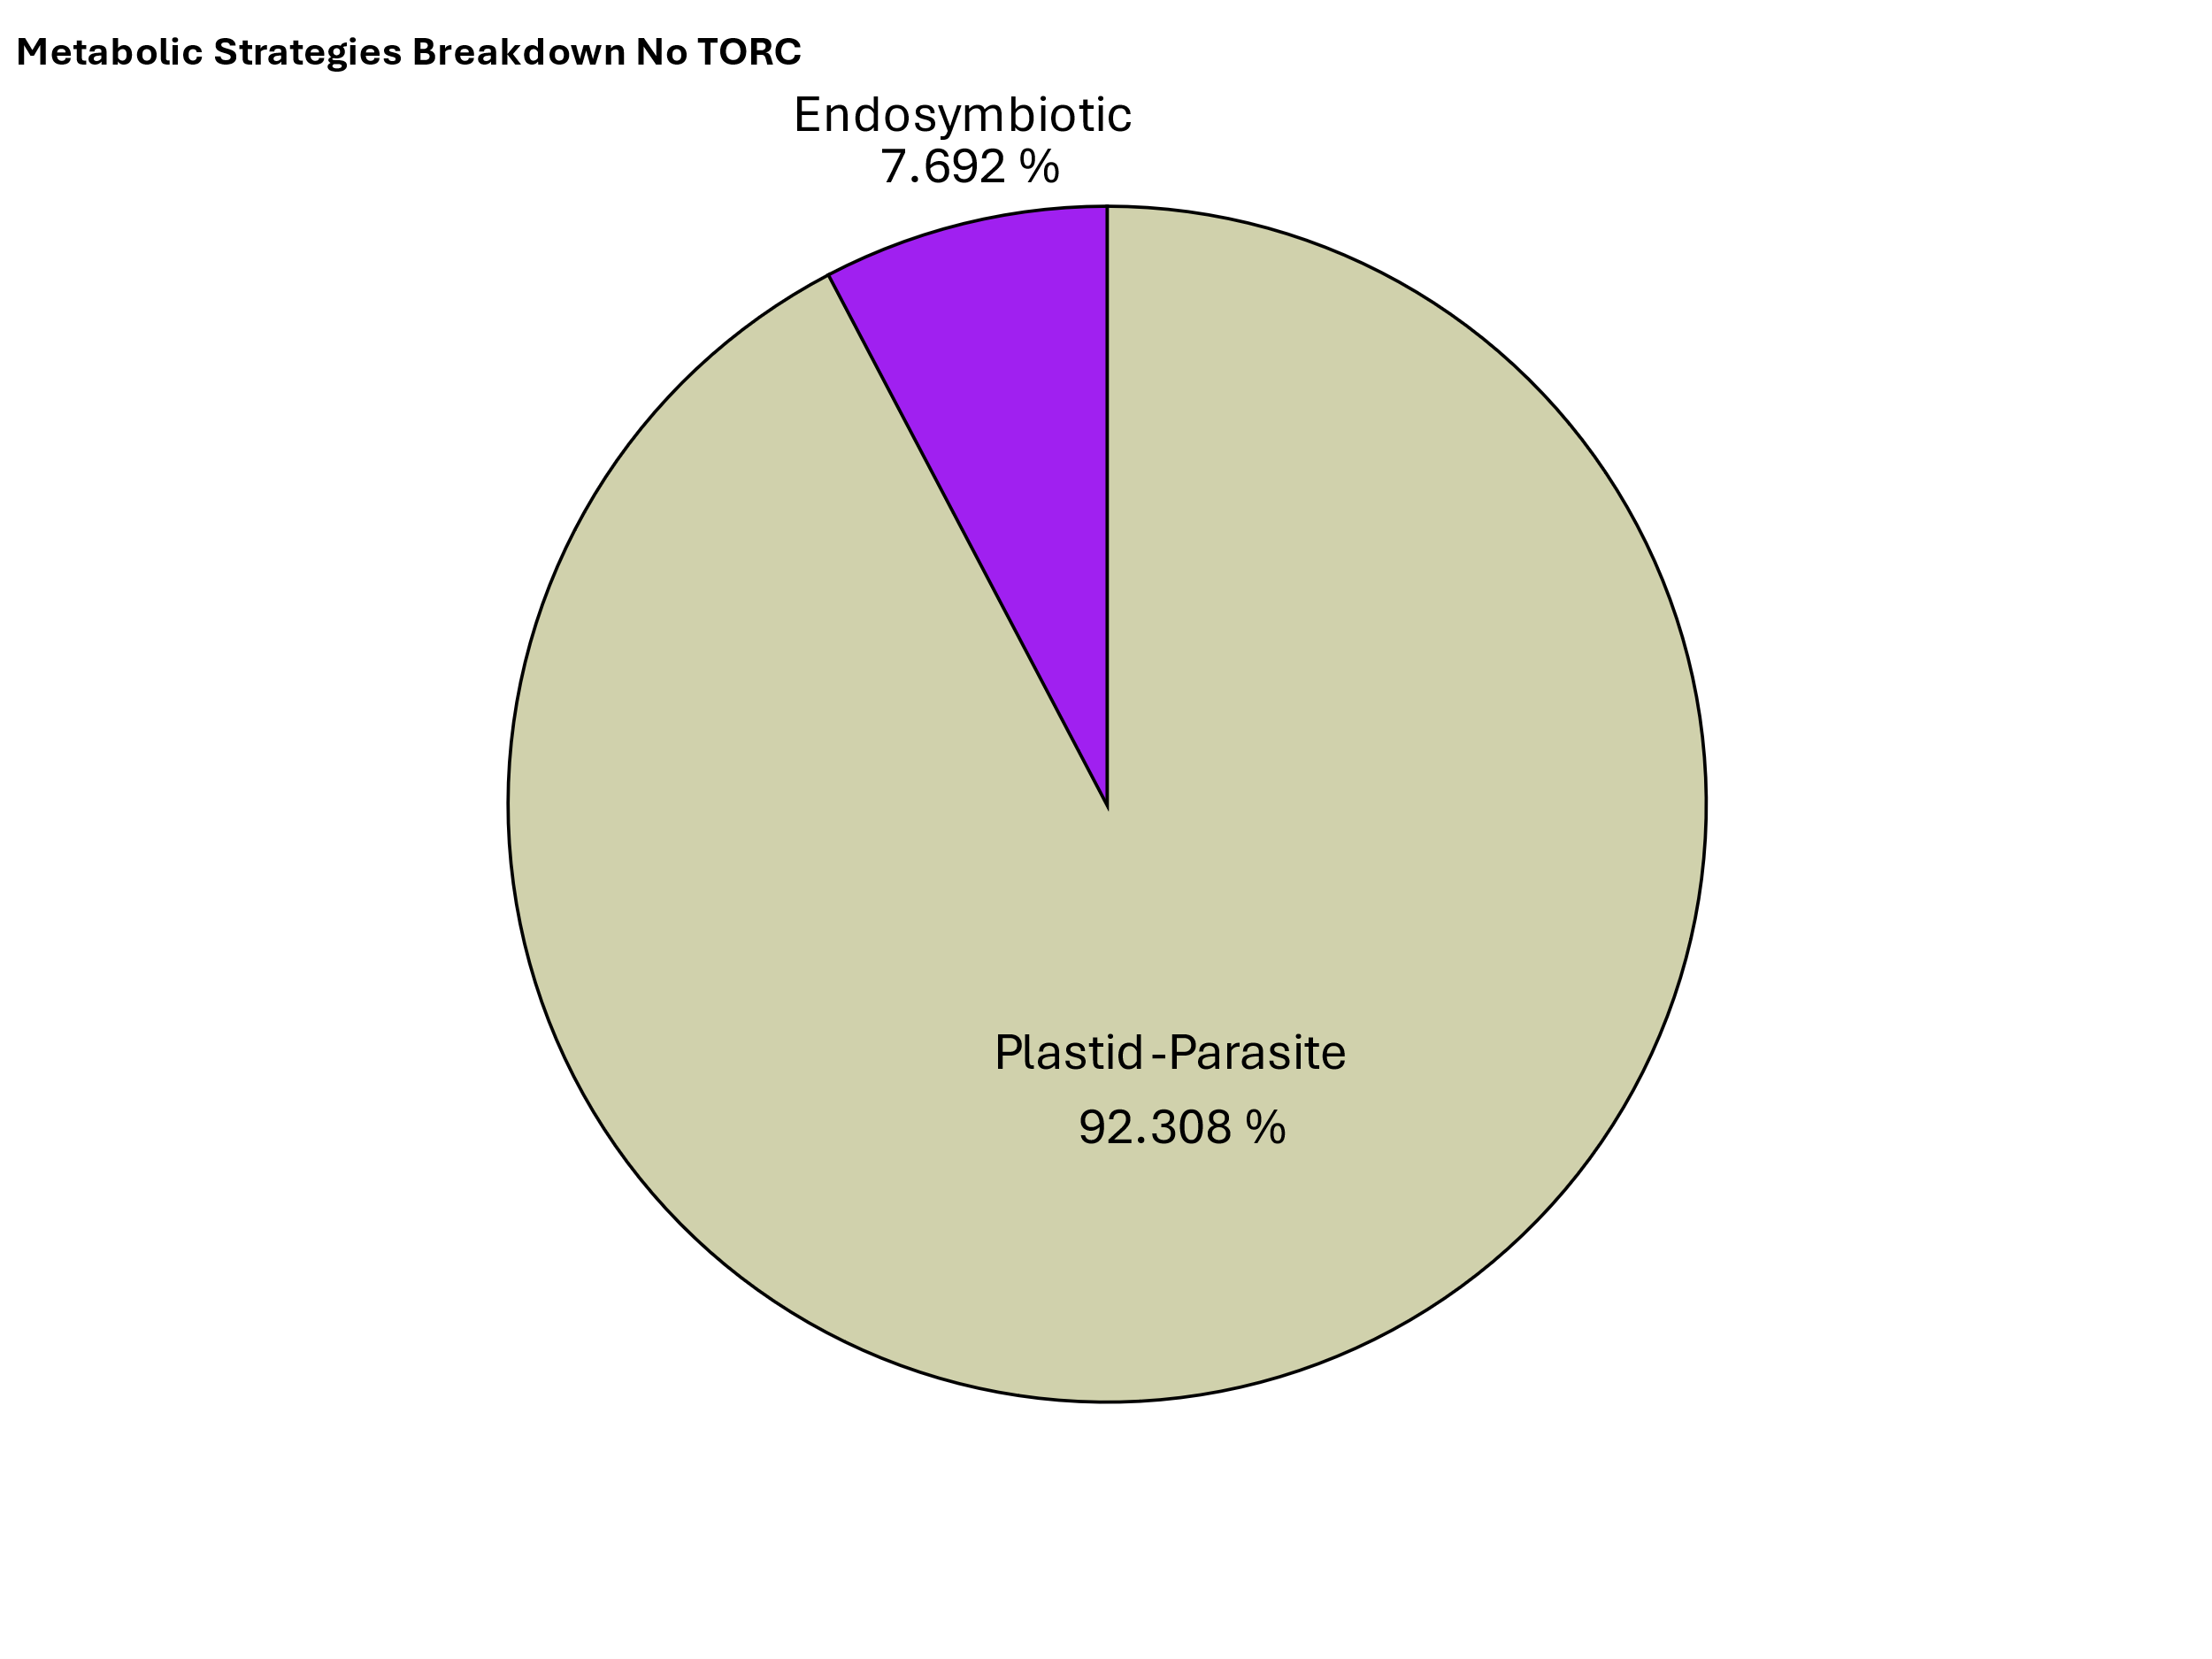 Metabolic Strategies Breakdown No TORC
Endosymbiotic
7.692 %
Plastid-Parasite
92.308 %